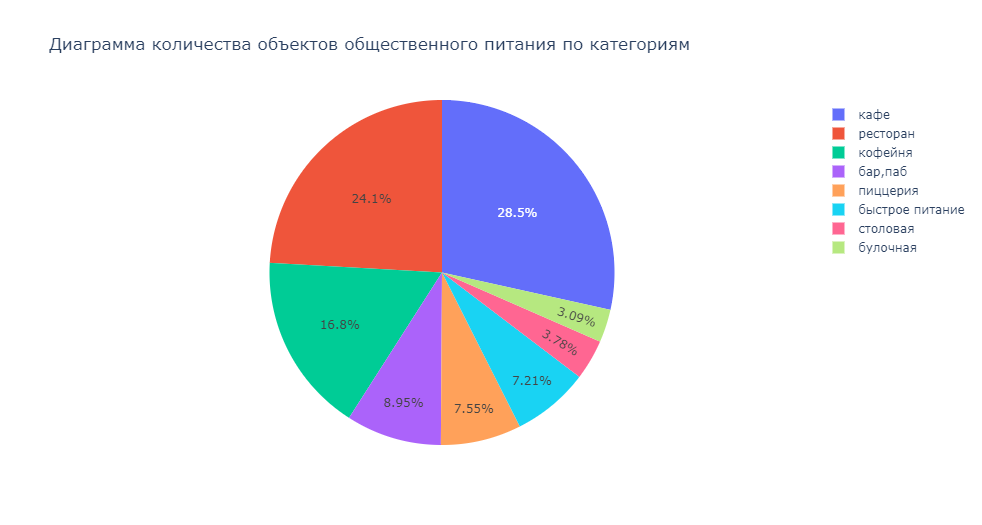 Диаграмма количества объектов общественного питания по категориям
кафе
ресторан
кофейня
бар,паб
пиццерия
быстрое питание
столовая
булочная
28.5%
24.1%
16.8%
8.95%
7.55%
7.21%
3.78%
3.09%